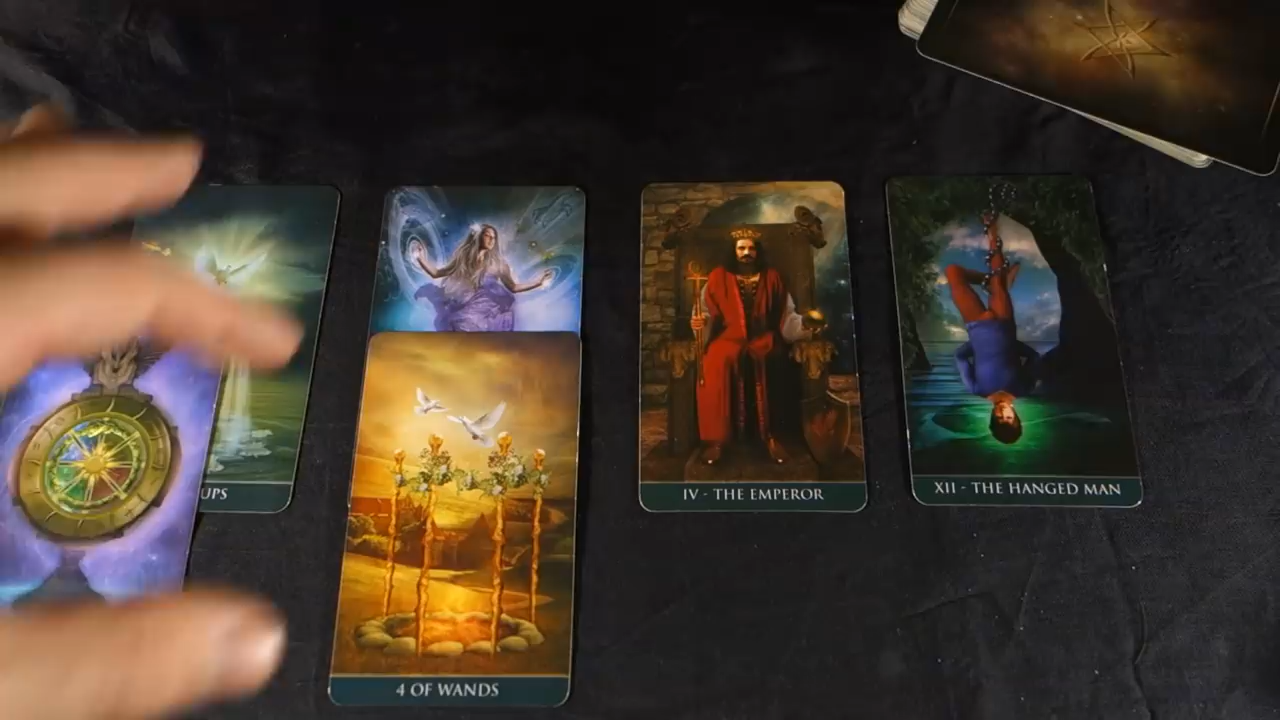 UPS
IV - THE EMPEROR
XII - THE HANGED MAN
4 OF WANDS